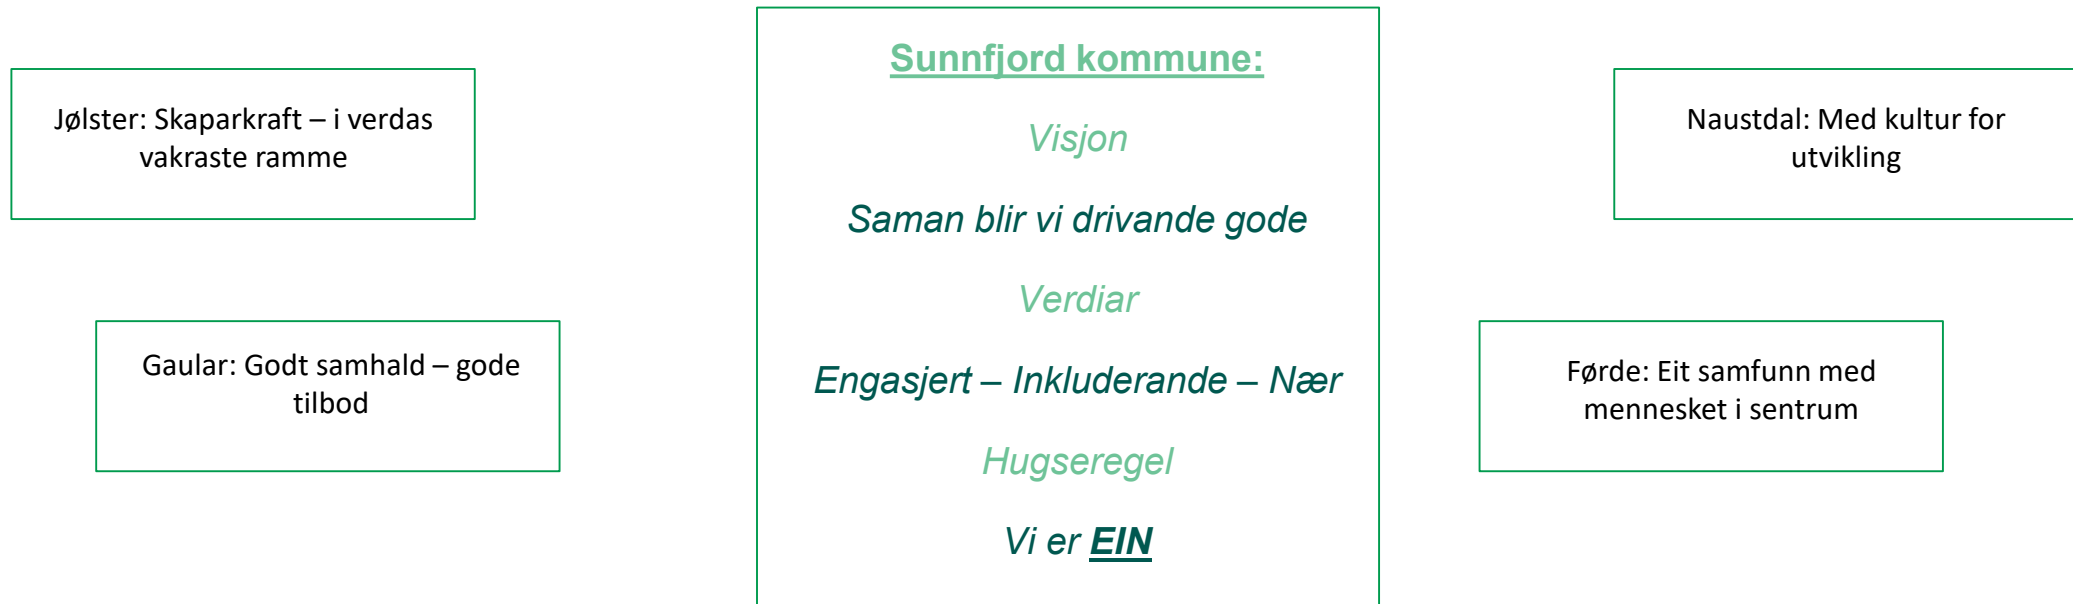 Jølster: Skaparkraft – i verdas
vakraste ramme
Gaular: Godt samhald – gode
tilbod
Sunnfjord kommune:
Visjon
Saman blir vi drivande gode
Verdiar
Engasjert – Inkluderande – Nær
Hugseregel
Vi er EIN
Naustdal: Med kultur for
utvikling
Førde: Eit samfunn med
mennesket i sentrum